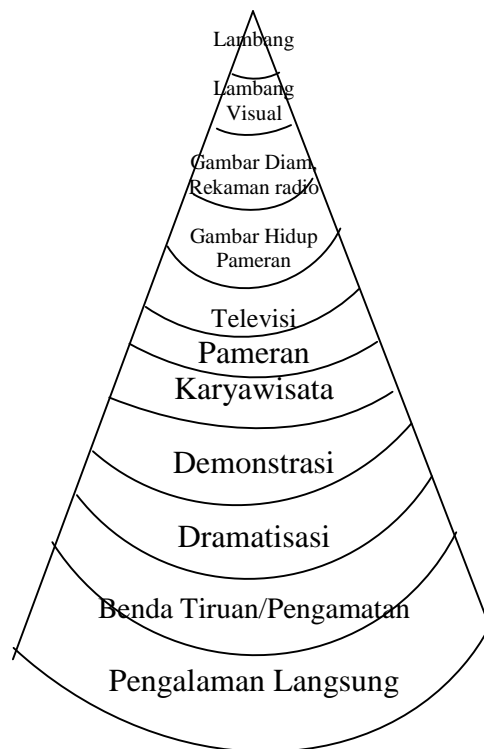 Lambang
Lambang
Visual
Gambar Diam,
Rekaman radio
Gambar Hidup
Pameran
Televisi
Pameran
Karyawisata
Demonstrasi
Dramatisasi
Benda Tiruan/Pengamatan
Pengalaman Langsung